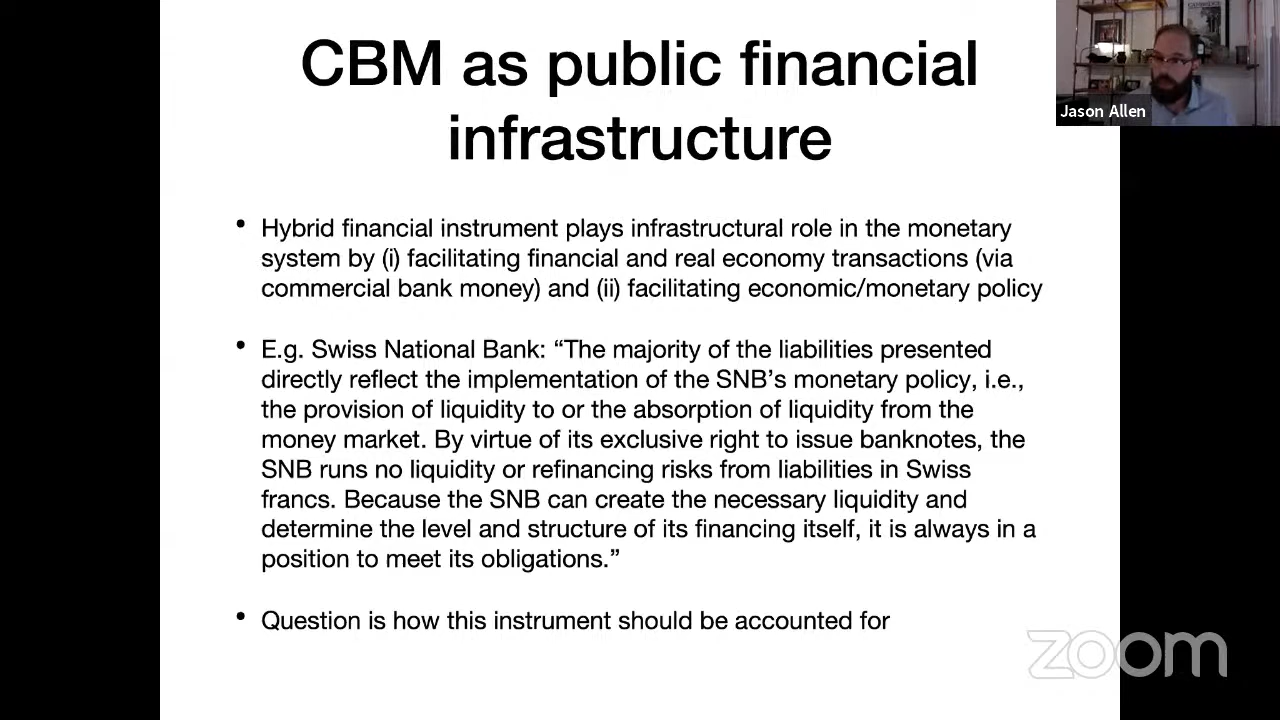 CBM as public financial
infrastructure
Jason Allen
• Hybrid financial instrument plays infrastructural role in the monetary
system by (i) facilitating financial and real economy transactions (via
commercial bank money) and (ii) facilitating economic/monetary policy
• E.g. Swiss National Bank: “The majority of the liabilities presented
directly reflect the implementation of the SNB’s monetary policy, i.e.,
the provision of liquidity to or the absorption of liquidity from the
money market. By virtue of its exclusive right to issue banknotes, the
SNB runs no liquidity or refinancing risks from liabilities in Swiss
francs. Because the SNB can create the necessary liquidity and
determine the level and structure of its financing itself, it is always in a
position to meet its obligations.”
• Question is how this instrument should be accounted for
zoom